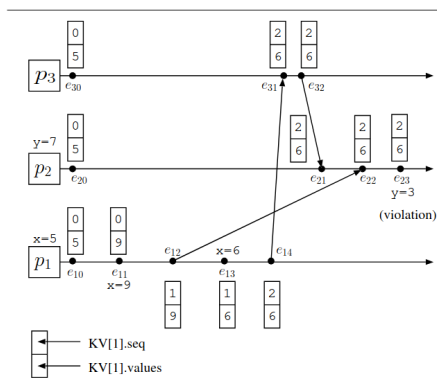 0 2 2
5 6 6
p3 e30 e31 e32
0 2 2 2
y=7 5 6 6 6
p2
e20 e21 e22 e23
y=3
(violation)
0 0
x=5 5 9 e12 x=6 e14
p1
e10 e11 e13
x=9
1 1 2
9 6 6
KV[1].seq
KV[1].values